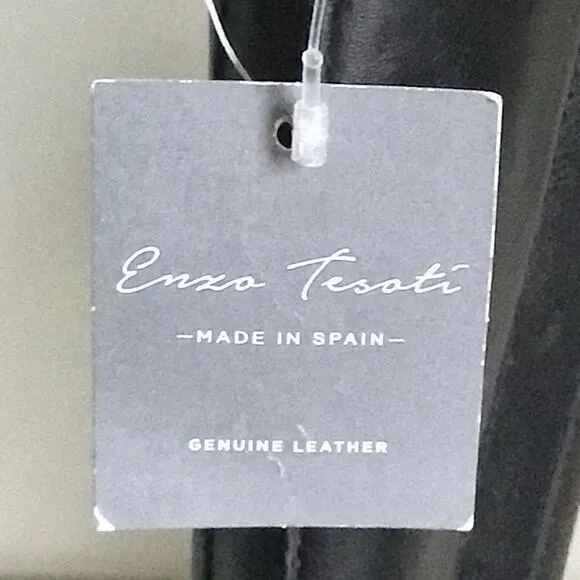 Enzo Tesoti
—MADE IN SPAIN—
GENUINE LEATHER